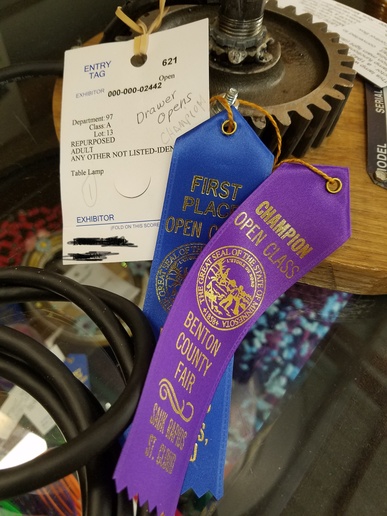 ENTRY
TAG
621
Open
EXHIBITOR 000-000-02442
Department: 97
Class: A
Lot: 13
REPURPOSED
ADULT
ANY OTHER NOT LISTED-IDEN
Table Lamp
Drawer
Opens
CHAMPION
EXHIBITOR
(FOLD ON THIS SCORE
FIRST
PLACE
OPEN
CHAMPION
OPEN CLASS
THE GREAT SEAL OF THE STATE OF MINNESOTA
BENTON
COUNTY
FAIR
SAUK RAPIDS
ST. CLOUD
MODEL
SERIAL